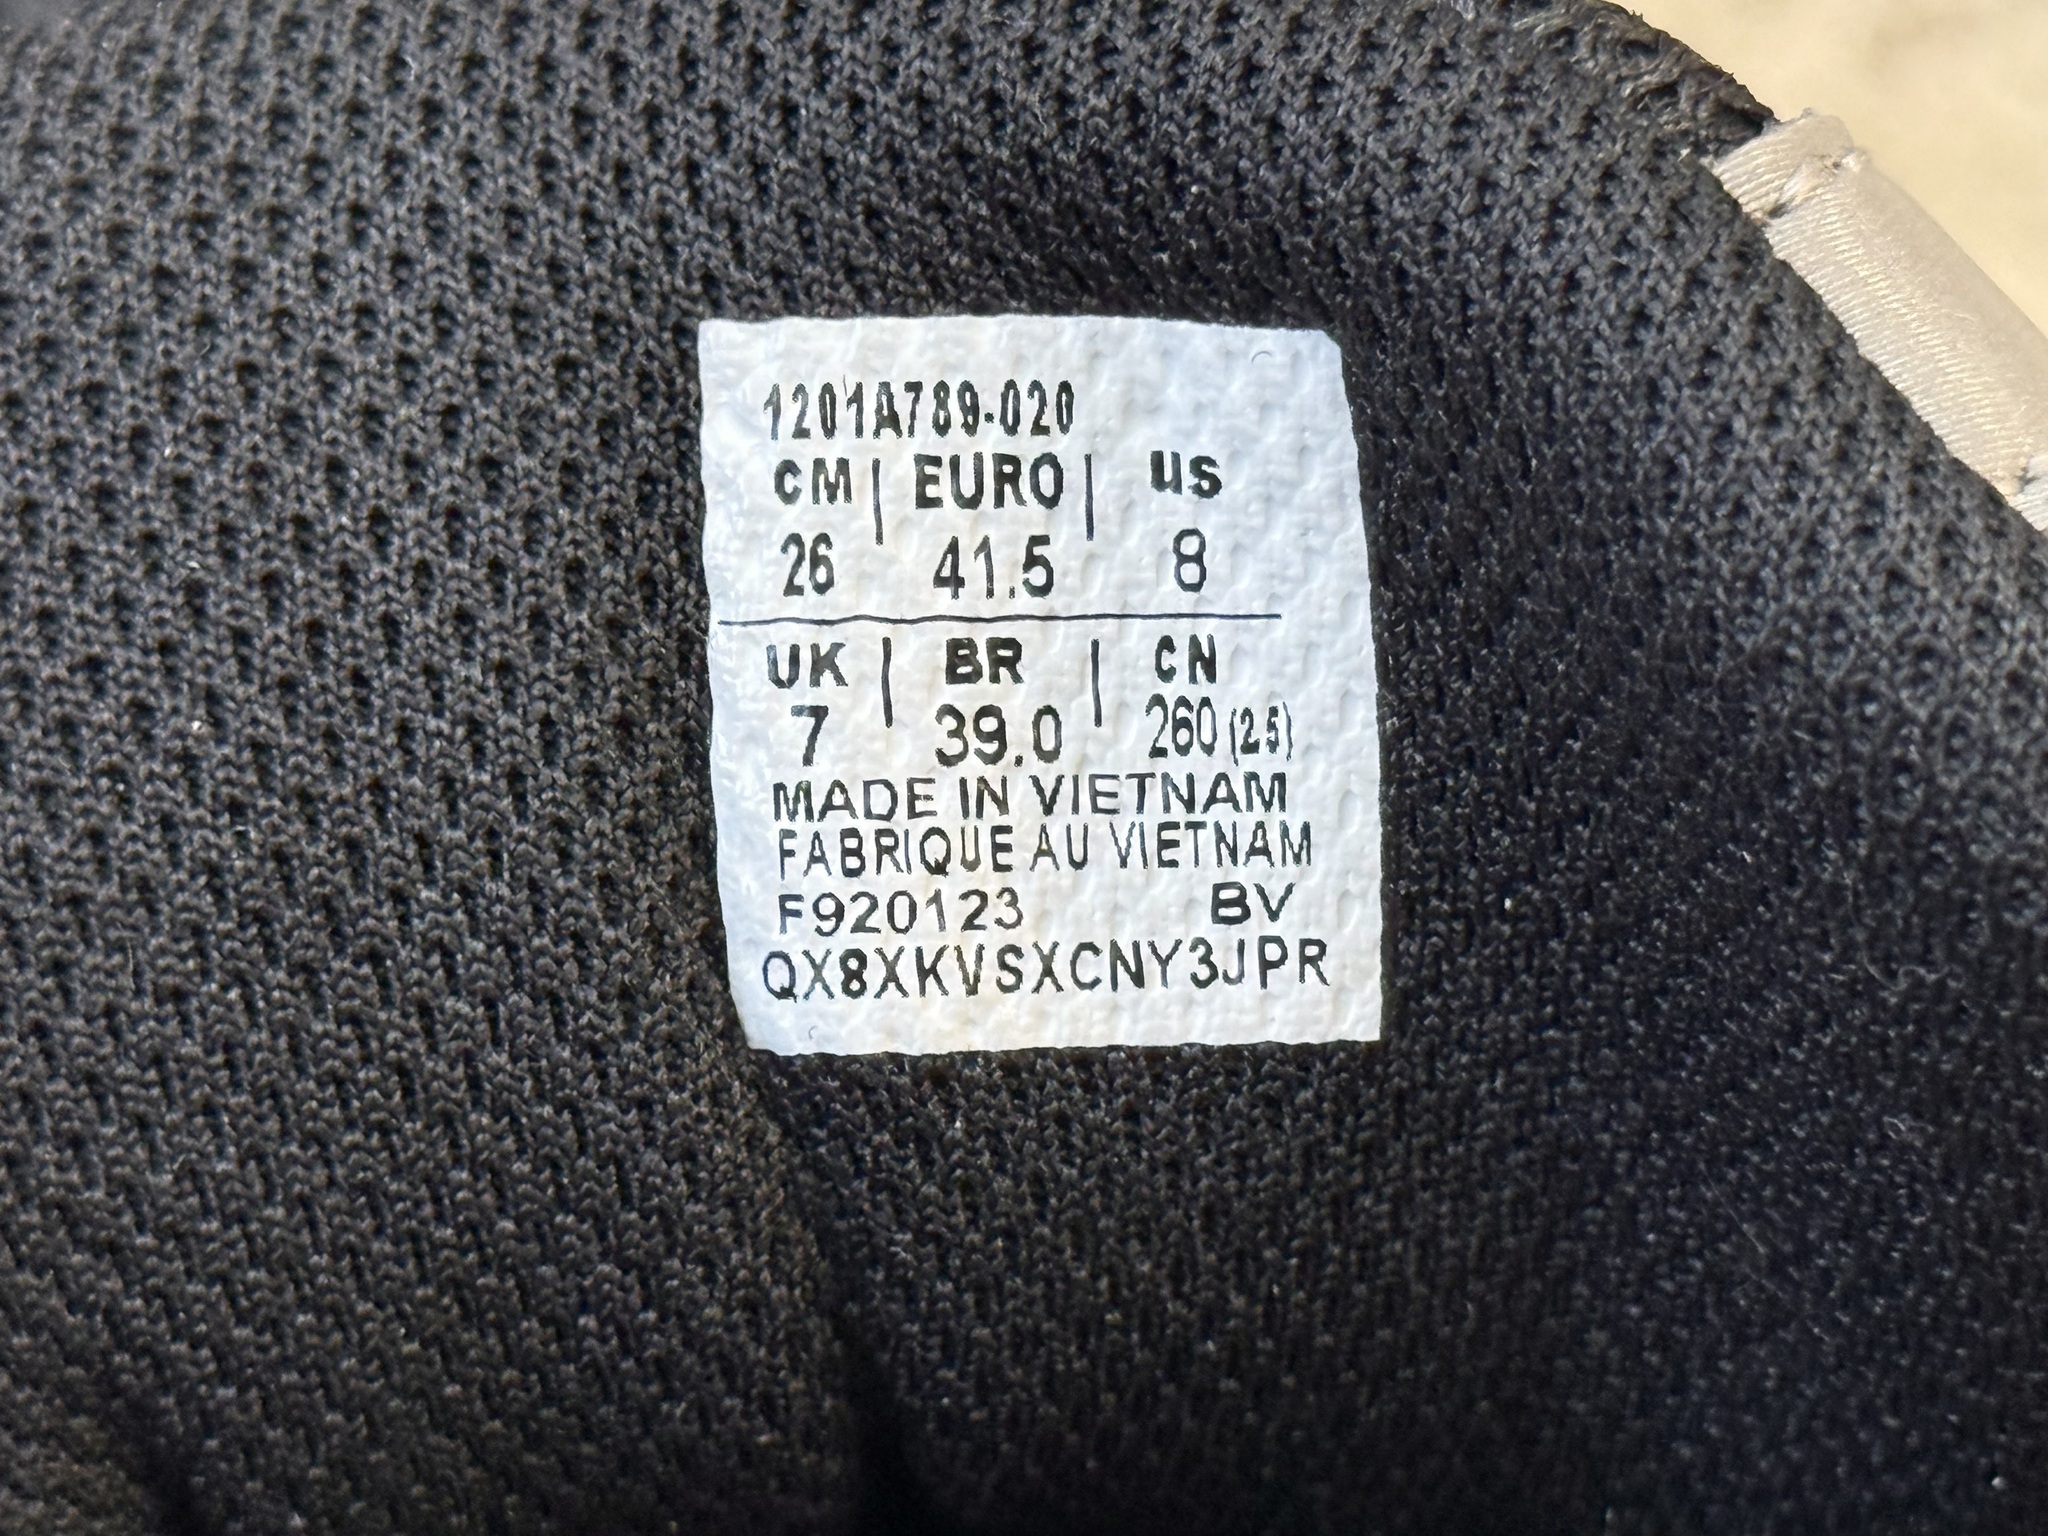 1201A789-020
CM | EURO | US
26 41.5 8
UK | BR | CN
7 39.0 260 (2.5)
MADE IN VIETNAM
FABRIQUE AU VIETNAM
F920123 BV
QX8XKVSXCNY3JPR